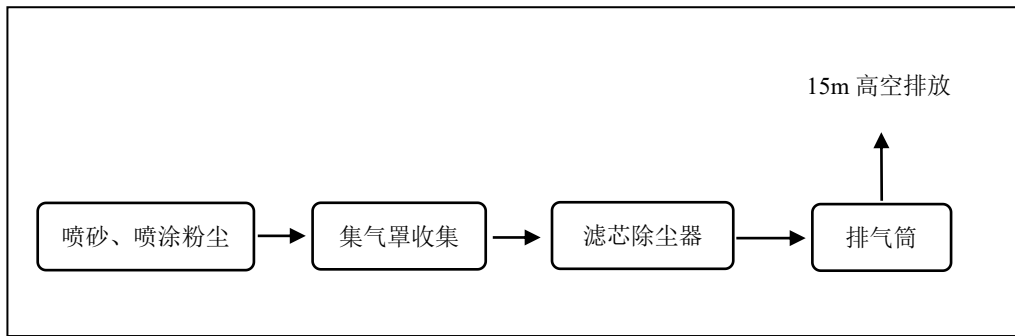 15m 高空排放
喷砂、喷涂粉尘
集气罩收集
滤芯除尘器
排气筒